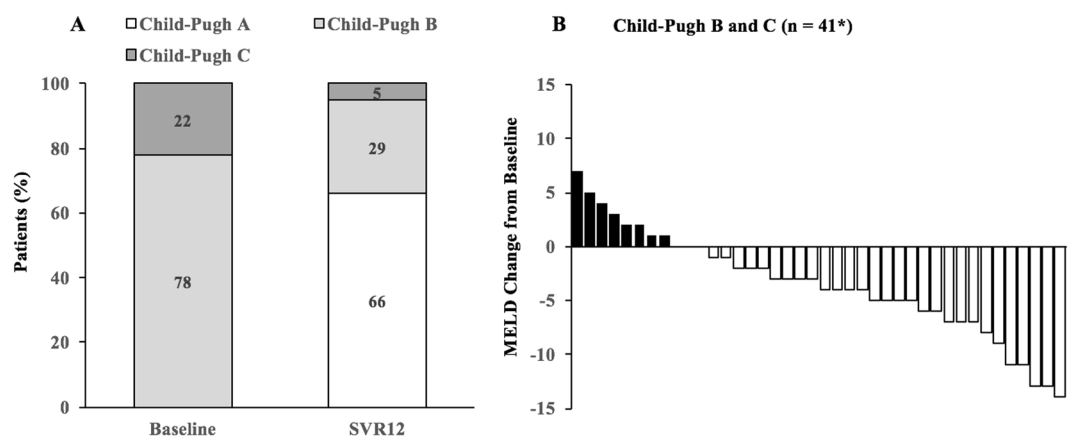 A
Child-Pugh A
Child-Pugh B
Child-Pugh C
Patients (%)
100
80
60
40
20
0
22
78
5
29
66
Baseline
SVR12
B
Child-Pugh B and C (n = 41*)
MELD Change from Baseline
15
10
5
0
-5
-10
-15